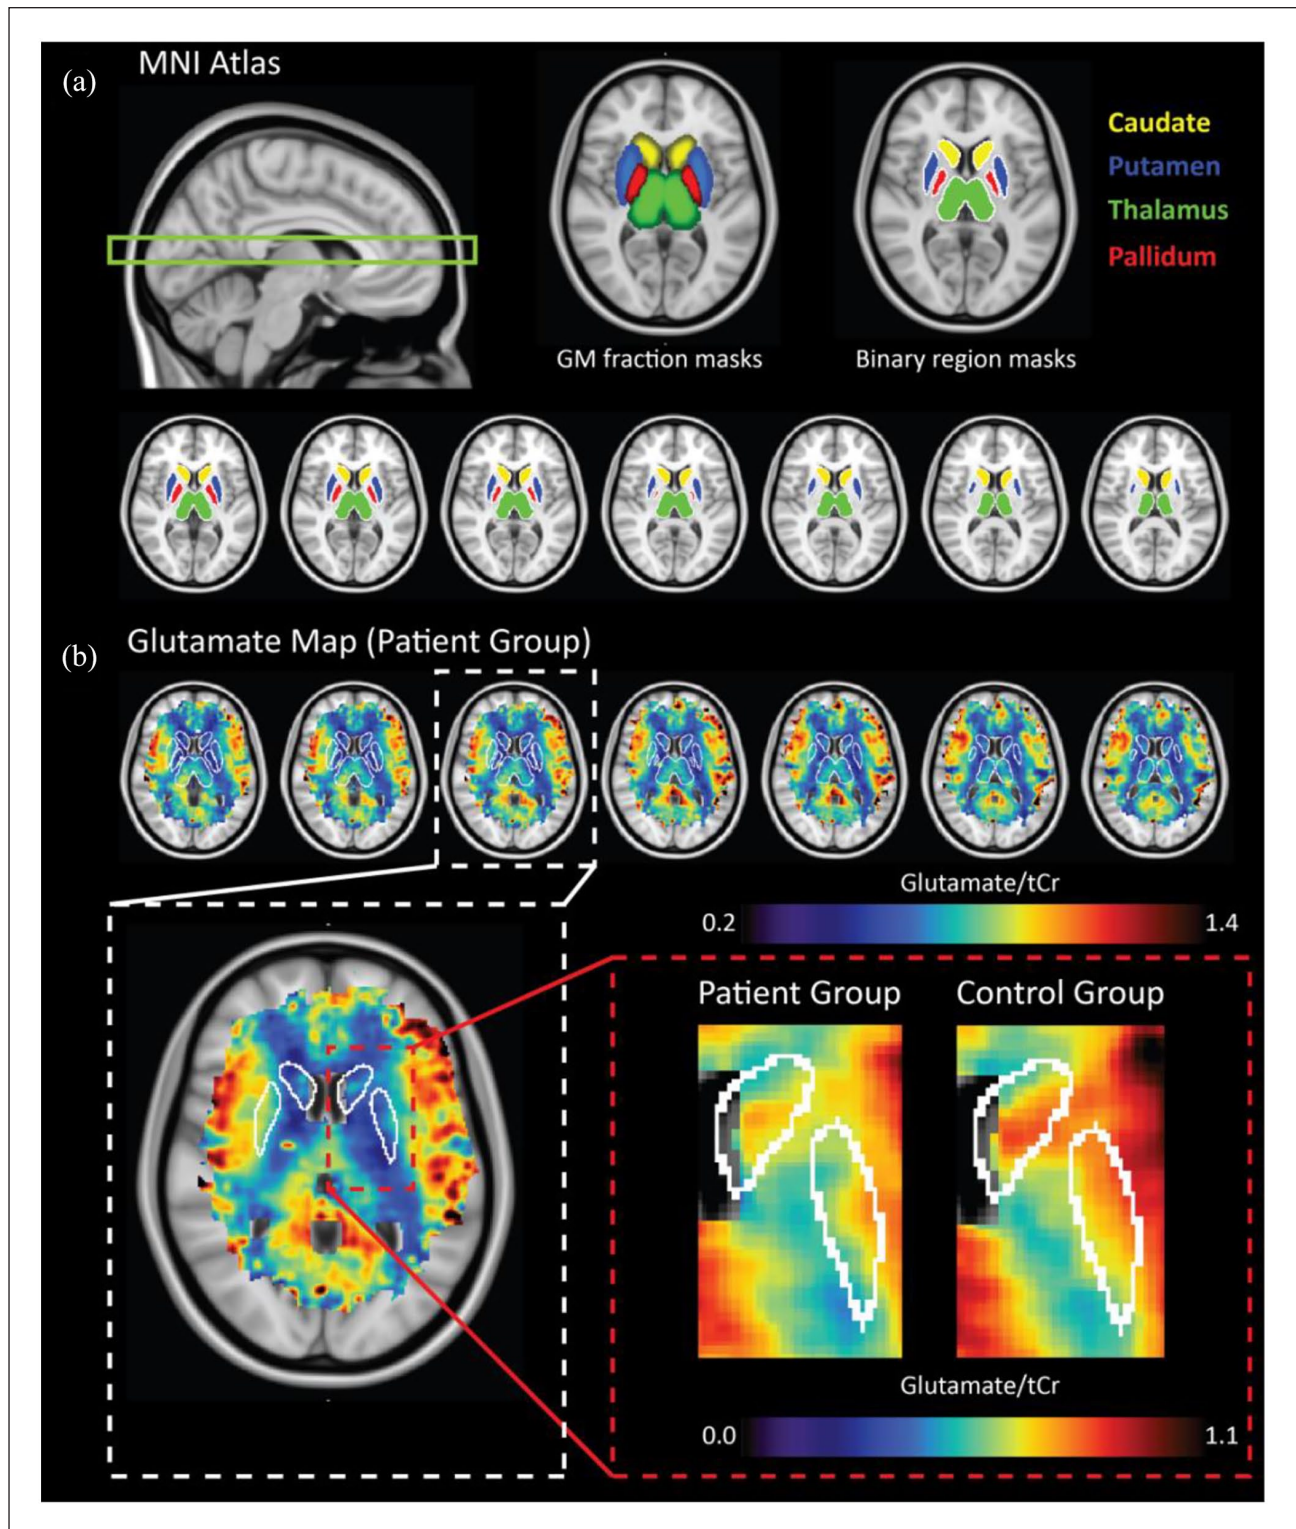 (a)
MNI Atlas
Caudate
Putamen
Thalamus
Pallidum
GM fraction masks
Binary region masks
(b)
Glutamate Map (Patient Group)
Glutamate/tCr
0.2
1.4
Patient Group
Control Group
Glutamate/tCr
0.0
1.1